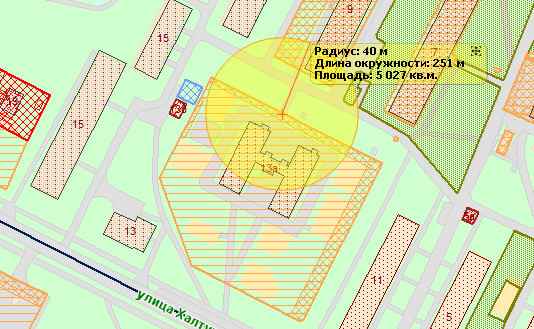 9
15
Радиус: 40 м
7
Длина окружности: 251 м
Площадь: 5 027 кв.м.
15
13а
13
11
5
улица Халту